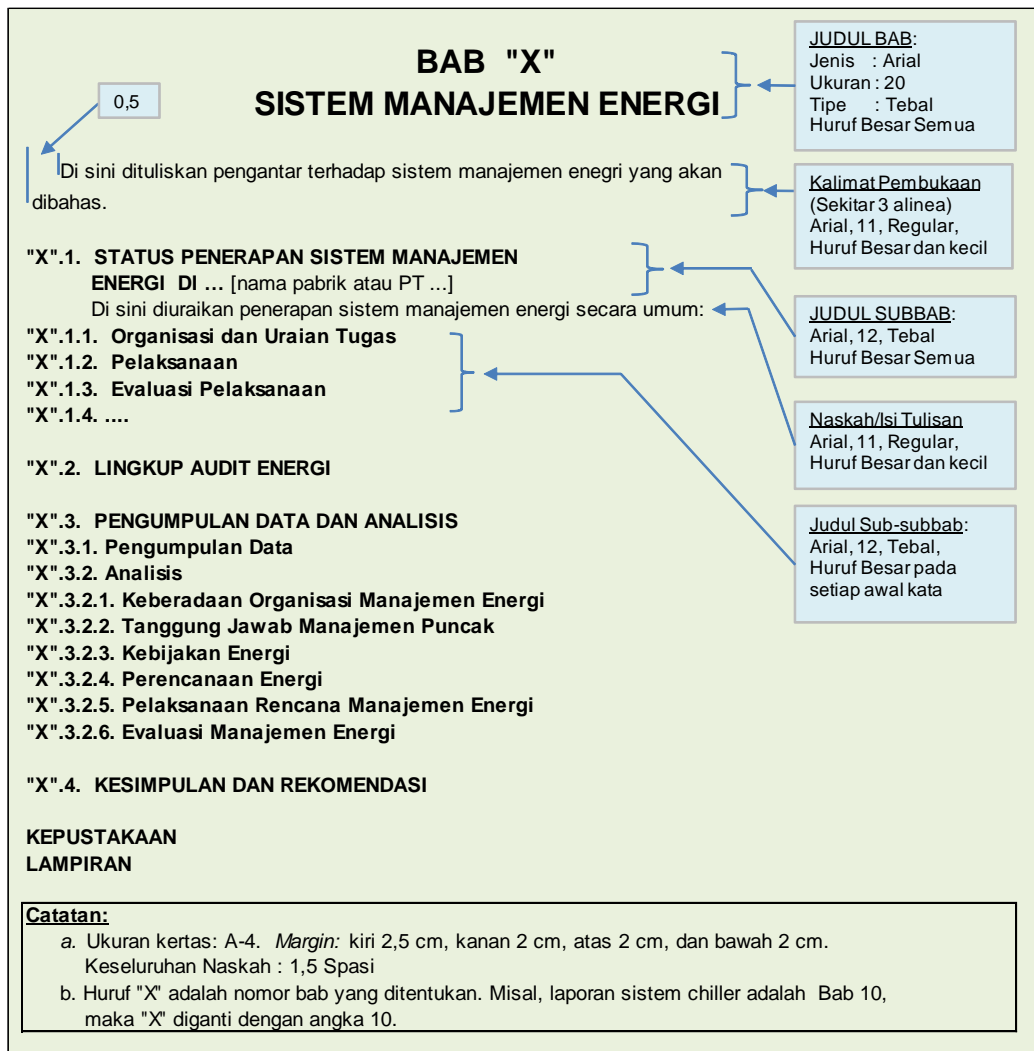 BAB "X"
SISTEM MANAJEMEN ENERGI
JUDUL BAB:
Jenis : Arial
Ukuran : 20
Tipe : Tebal
Huruf Besar Semua
0,5
Di sini dituliskan pengantar terhadap sistem manajemen enegri yang akan
dibahas.
Kalimat Pembukaan
(Sekitar 3 alinea)
Arial, 11, Regular,
Huruf Besar dan kecil
"X".1. STATUS PENERAPAN SISTEM MANAJEMEN
ENERGI DI ... [nama pabrik atau PT ...]
Di sini diuraikan penerapan sistem manajemen energi secara umum:
JUDUL SUBBAB:
Arial, 12, Tebal
Huruf Besar Semua
"X".1.1. Organisasi dan Uraian Tugas
"X".1.2. Pelaksanaan
"X".1.3. Evaluasi Pelaksanaan
"X".1.4. ....
Naskah/Isi Tulisan
Arial, 11, Regular,
Huruf Besar dan kecil
"X".2. LINGKUP AUDIT ENERGI
"X".3. PENGUMPULAN DATA DAN ANALISIS
"X".3.1. Pengumpulan Data
"X".3.2. Analisis
"X".3.2.1. Keberadaan Organisasi Manajemen Energi
"X".3.2.2. Tanggung Jawab Manajemen Puncak
"X".3.2.3. Kebijakan Energi
"X".3.2.4. Perencanaan Energi
"X".3.2.5. Pelaksanaan Rencana Manajemen Energi
"X".3.2.6. Evaluasi Manajemen Energi
Judul Sub-subbab:
Arial, 12, Tebal,
Huruf Besar pada
setiap awal kata
"X".4. KESIMPULAN DAN REKOMENDASI
KEPUSTAKAAN
LAMPIRAN
Catatan:
a. Ukuran kertas: A-4. Margin: kiri 2,5 cm, kanan 2 cm, atas 2 cm, dan bawah 2 cm.
Keseluruhan Naskah : 1,5 Spasi
b. Huruf "X" adalah nomor bab yang ditentukan. Misal, laporan sistem chiller adalah Bab 10,
maka "X" diganti dengan angka 10.